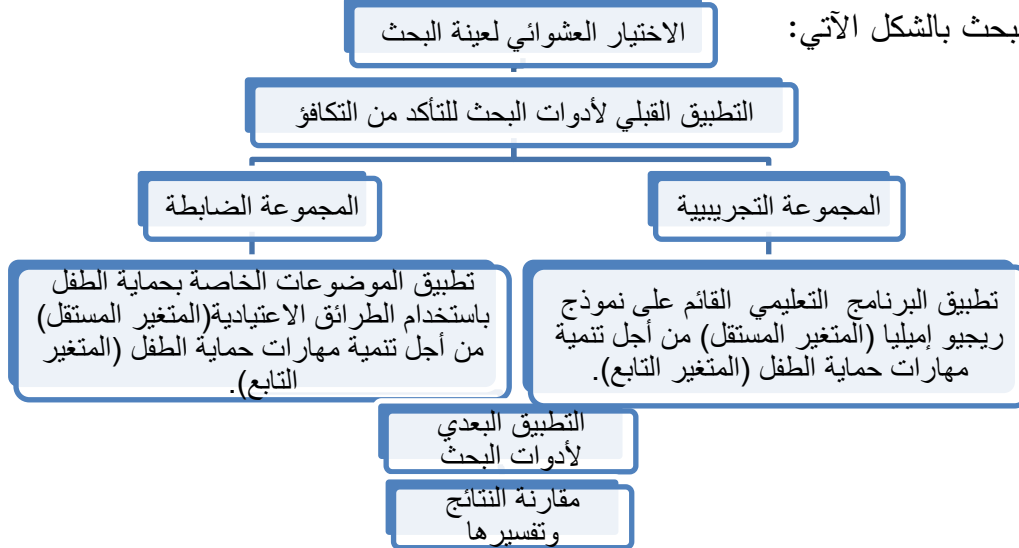 لبحث بالشكل الآتي:
الاختيار العشوائي لعينة البحث
التطبيق القبلي لأدوات البحث للتأكد من التكافؤ
المجموعة التجريبيية
المجموعة الضابطة
تطبيق البرنامج التعليمي القائم على نموذج
ريجيو إميليا (المتغير المستقل) من أجل تنمية
مهارات حماية الطفل (المتغير التابع).
تطبيق الموضوعات الخاصة بحماية الطفل
باستخدام الطرائق الاعتيادية(المتغير المستقل)
من أجل تنمية مهارات حماية الطفل (المتغير
التابع).
التطبيق البعدي
لأدوات البحث
مقارنة النتائج
وتفسيرها